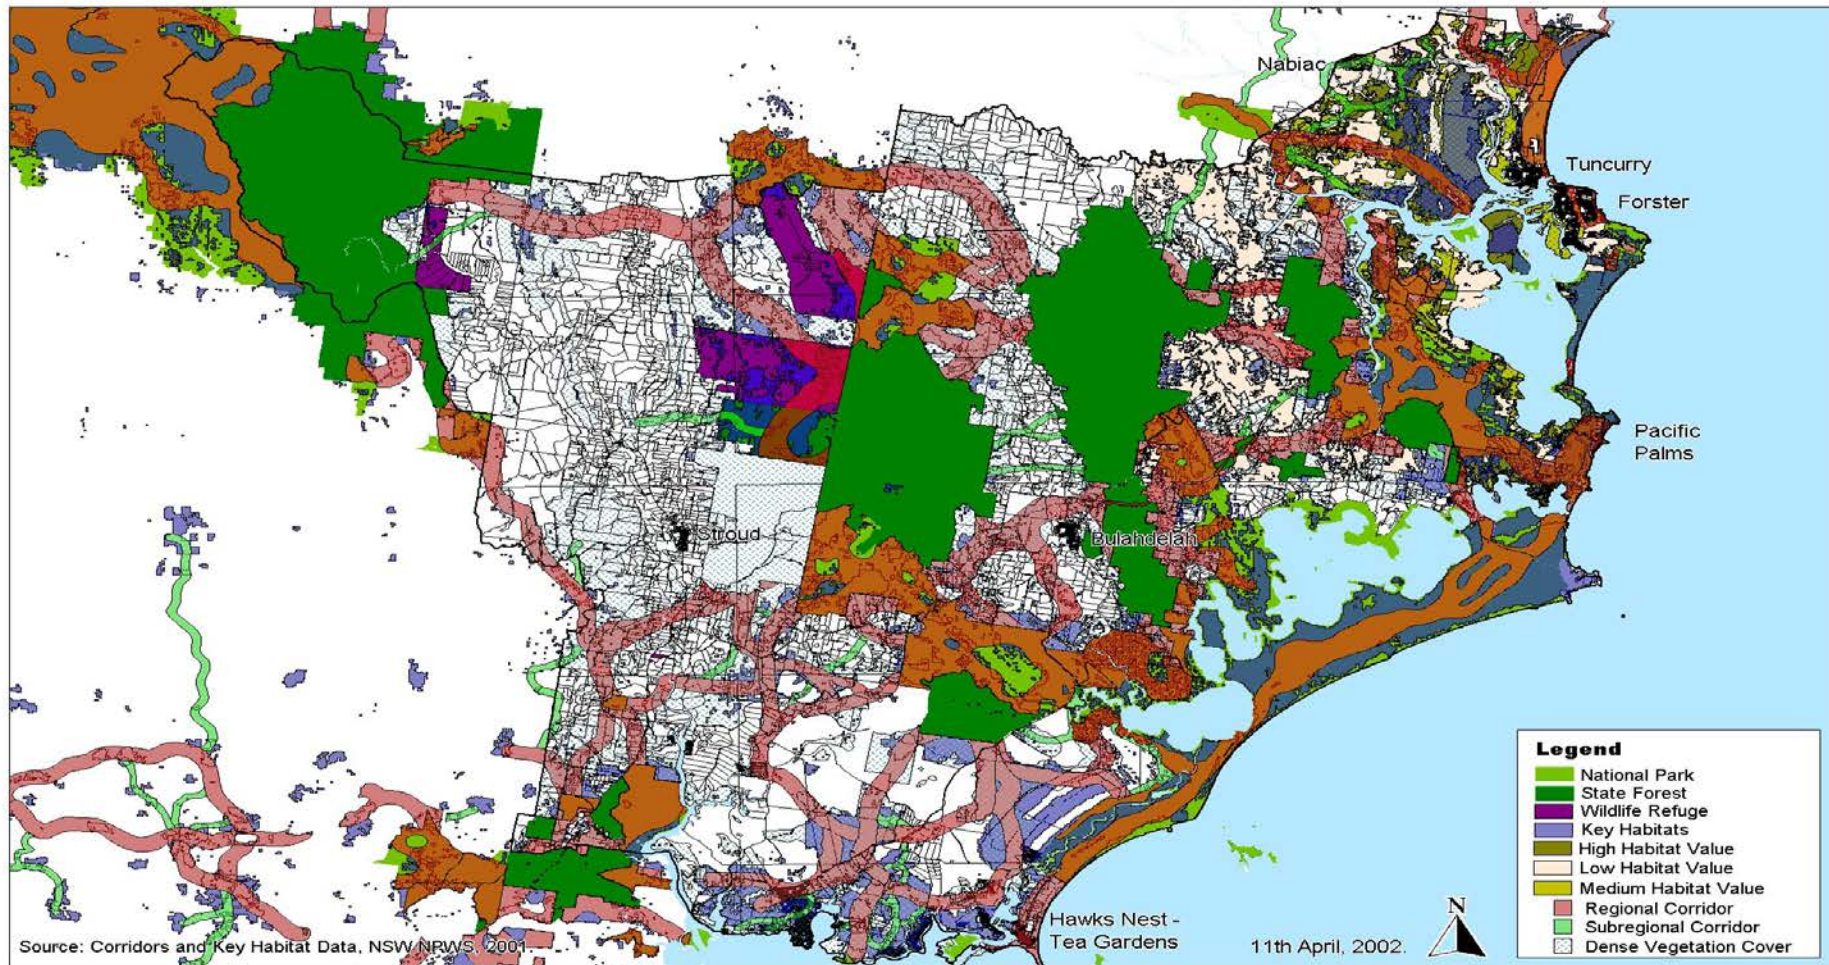 Nabiac
Tuncurry
Forster
Pacific
Palms
Stroud
Bulahdelah
Hawks Nest -
Tea Gardens
Source: Corridors and Key Habitat Data, NSW NPWS, 2001.
11th April, 2002.
N
Legend
National Park
State Forest
Wildlife Refuge
Key Habitats
High Habitat Value
Low Habitat Value
Medium Habitat Value
Regional Corridor
Subregional Corridor
Dense Vegetation Cover